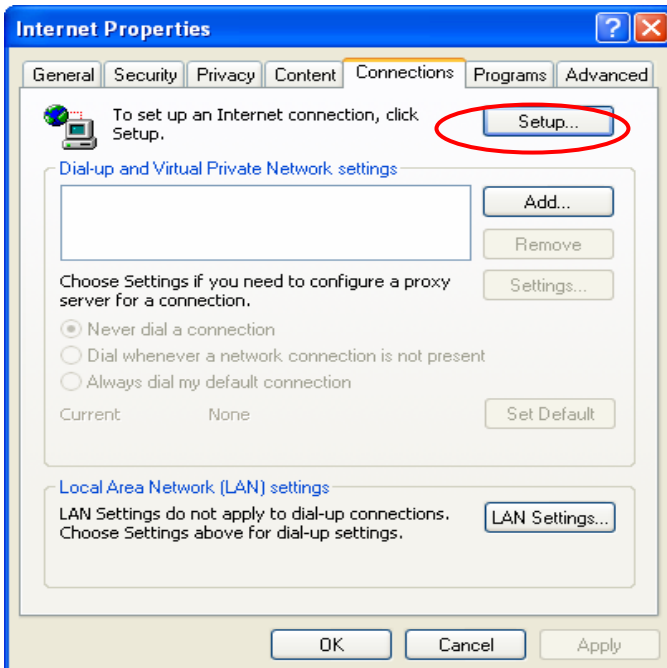 Internet Properties
?
General Security Privacy Content Connections Programs Advanced
To set up an Internet connection, click
Setup.
Setup...
Dial-up and Virtual Private Network settings
Add...
Remove
Choose Settings if you need to configure a proxy
server for a connection.
Settings...
Never dial a connection
Dial whenever a network connection is not present
Always dial my default connection
Current None
Set Default
Local Area Network (LAN) settings
LAN Settings do not apply to dial-up connections.
Choose Settings above for dial-up settings.
LAN Settings...
OK Cancel Apply